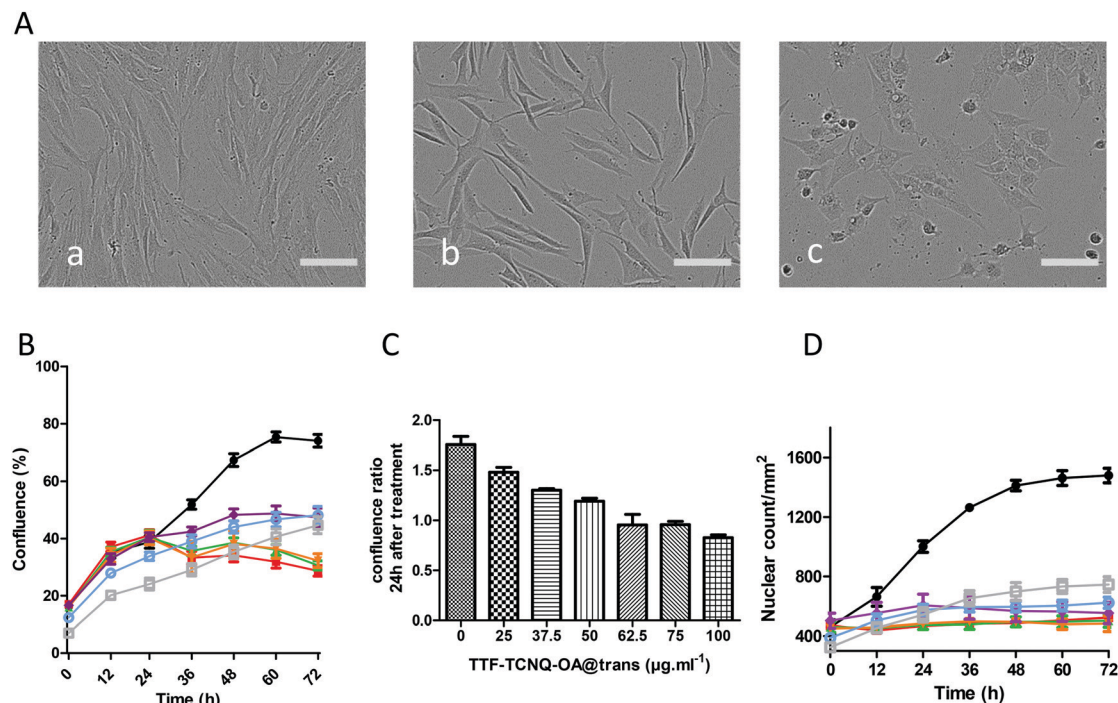 A
a
b
c
B
C
D
Confluence (%)
100
80
60
40
20
0
0 12 24 36 48 60 72
Time (h)
confluence ratio
24h after treatment
2.0
1.5
1.0
0.5
0.0
0 25 37.5 50 62.5 75 100
TTF-TCNQ-OA@trans (µg.ml⁻¹)
Nuclear count/mm²
1600
1200
800
400
0 12 24 36 48 60 72
Time (h)